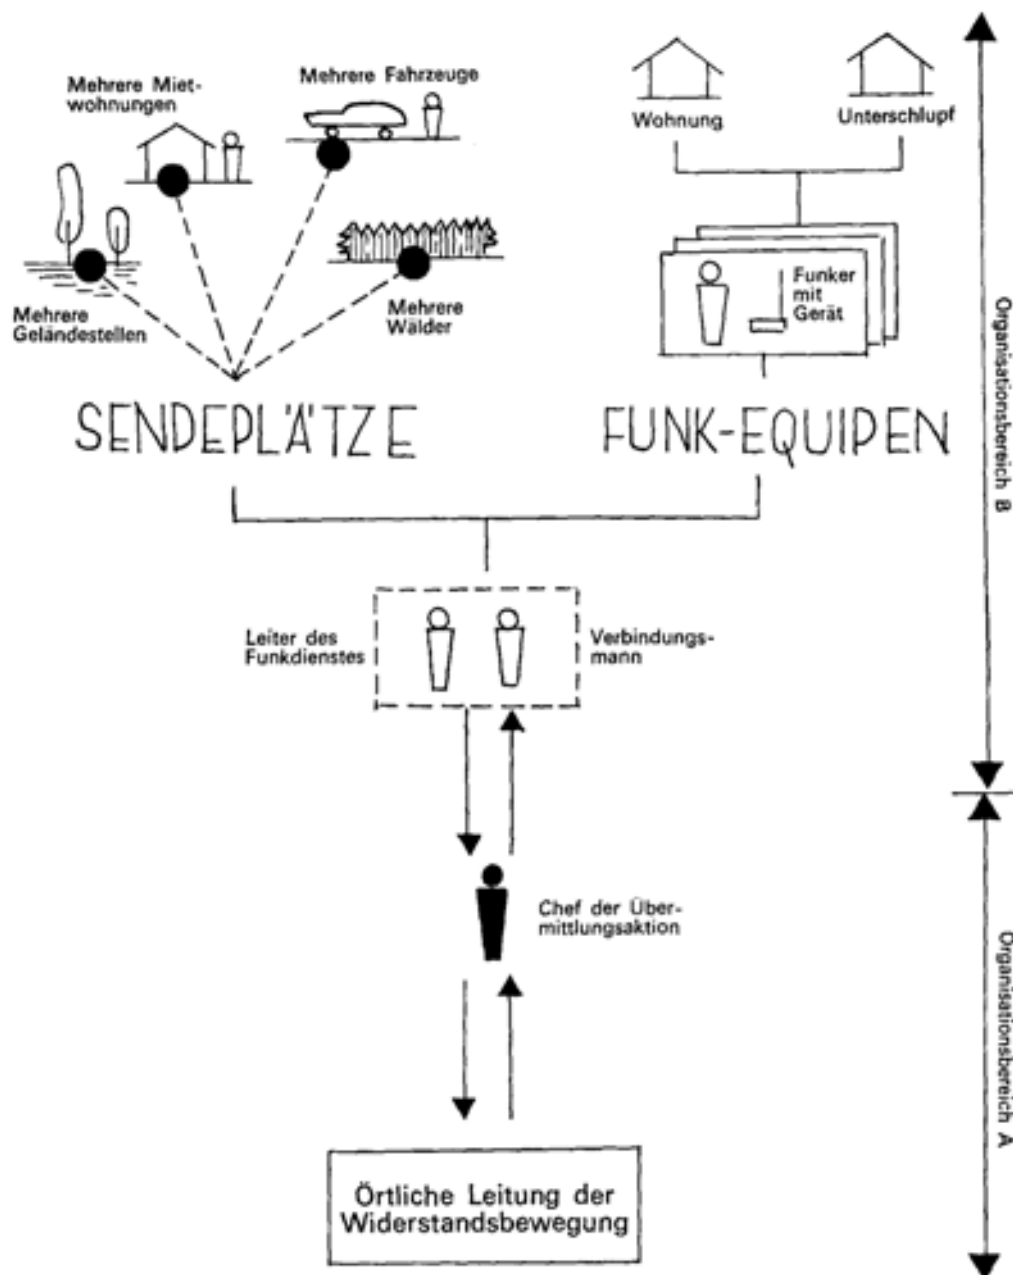 Mehrere Miet-
wohnungen
Mehrere Fahrzeuge
Mehrere
Geländestellen
Mehrere
Wälder
Wohnung
Unterschlupf
Funker
mit
Gerät
SENDEPLÄTZE
FUNK-EQUIPEN
Organisationsbereich B
Leiter des
Funkdienstes
Verbindungs-
mann
Chef der Über-
mittlungsaktion
Organisationsbereich A
Örtliche Leitung der
Widerstandsbewegung